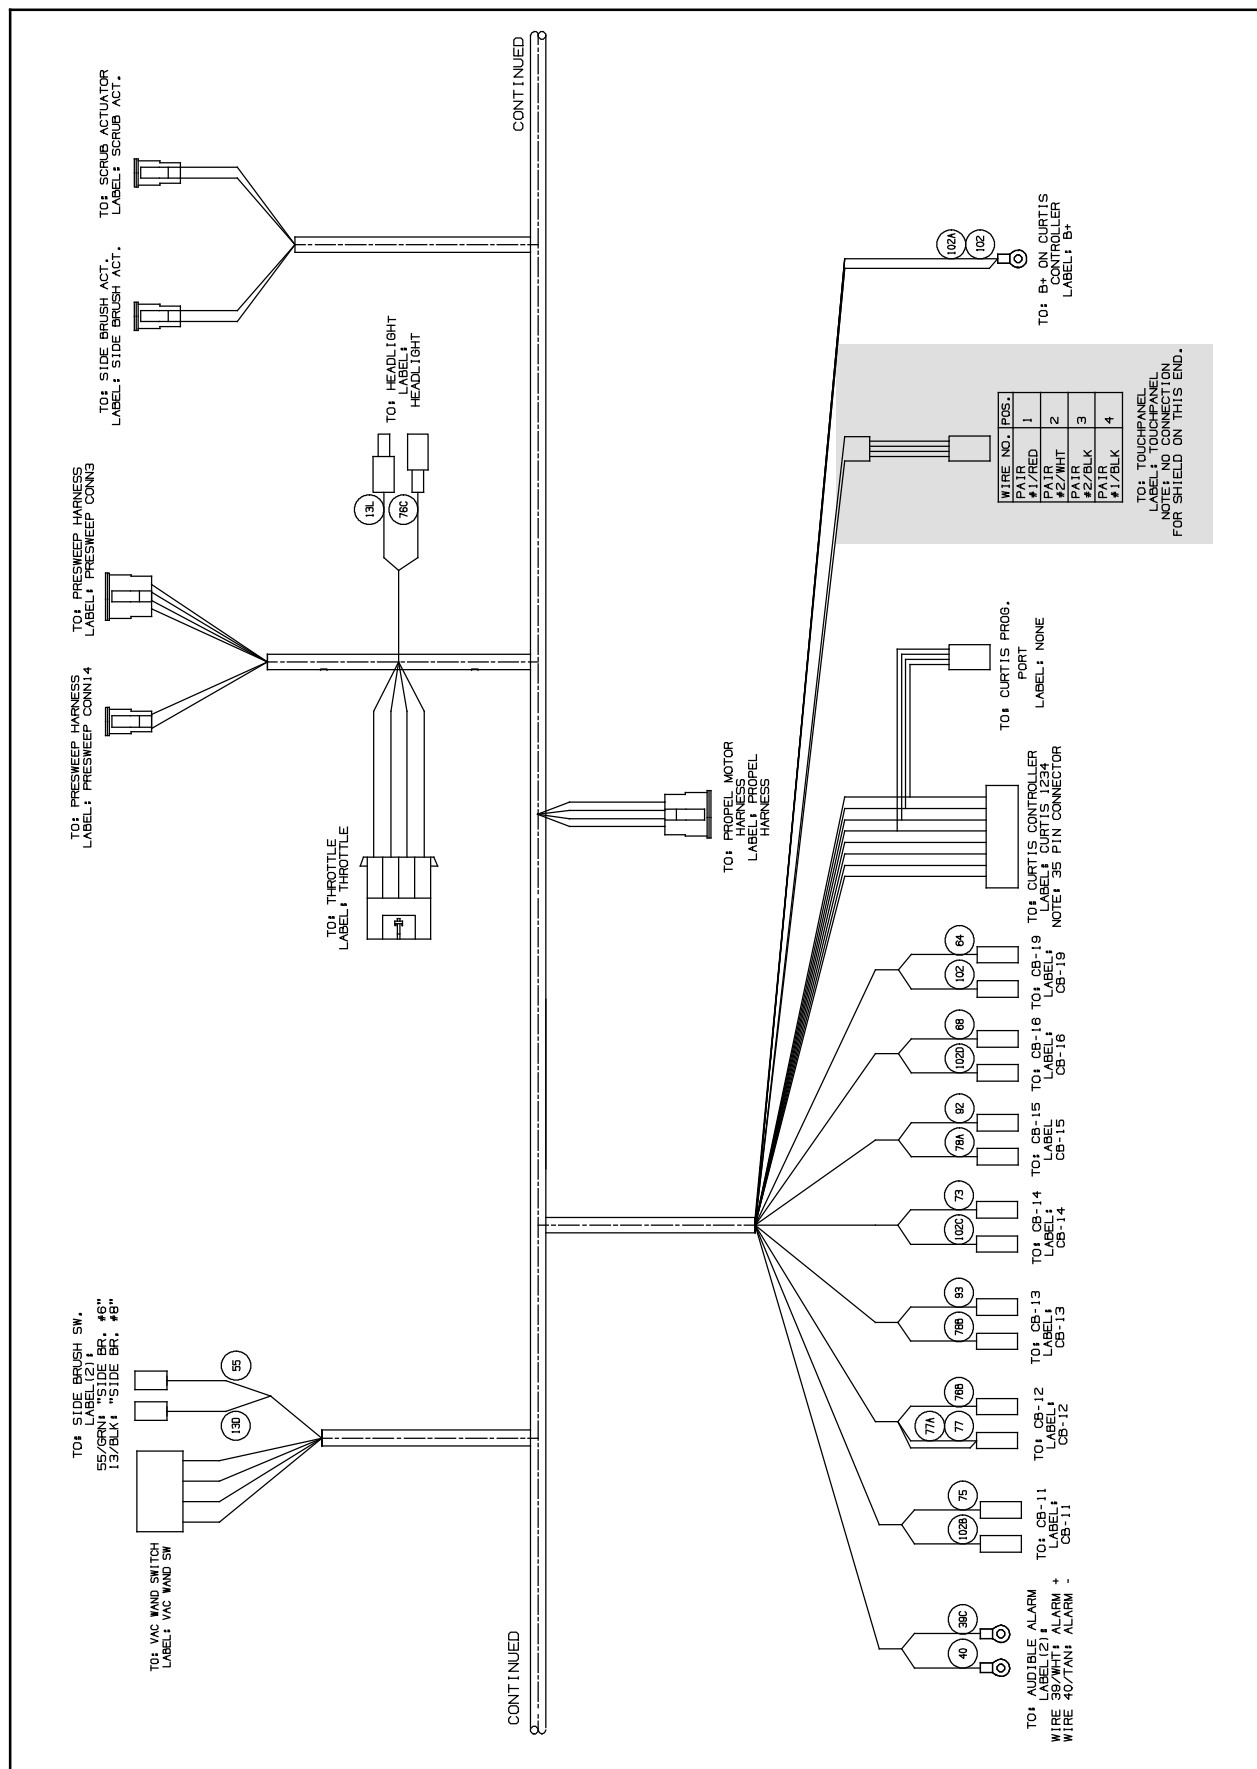 TO: VAC WAND SWITCH
LABEL: VAC WAND SW
TO: SIDE BRUSH SW.
LABEL(2):
55/GRN: "SIDE BR. #6"
13/BLK: "SIDE BR. #8"
13D
55
TO: PRESWEEP HARNESS
LABEL: PRESWEEP CONN14
TO: PRESWEEP HARNESS
LABEL: PRESWEEP CONN3
TO: SIDE BRUSH ACT.
LABEL: SIDE BRUSH ACT.
TO: SCRUB ACTUATOR
LABEL: SCRUB ACT.
TO: THROTTLE
LABEL: THROTTLE
13L
76C
TO: HEADLIGHT
LABEL:
HEADLIGHT
CONTINUED
CONTINUED
TO: PROPEL MOTOR
HARNESS
LABEL: PROPEL
HARNESS
40
39C
TO: AUDIBLE ALARM
LABEL(2):
WIRE 39/WHT: ALARM +
WIRE 40/TAN: ALARM -
102B
75
TO: CB-11
LABEL:
CB-11
77A
77
76B
TO: CB-12
LABEL:
CB-12
78B
93
TO: CB-13
LABEL:
CB-13
102C
73
TO: CB-14
LABEL:
CB-14
78A
92
TO: CB-15
LABEL
CB-15
102D
68
TO: CB-16
LABEL:
CB-16
102
64
TO: CB-19
LABEL:
CB-19
TO: CURTIS CONTROLLER
LABEL: CURTIS 1234
NOTE: 35 PIN CONNECTOR
TO: CURTIS PROG.
PORT
LABEL: NONE
WIRE NO. POS.
PAIR
#1/RED 1
PAIR
#2/WHT 2
PAIR
#2/BLK 3
PAIR
#1/BLK 4
TO: TOUCHPANEL
LABEL: TOUCHPANEL
NOTE: NO CONNECTION
FOR SHIELD ON THIS END.
102A
102
TO: B+ ON CURTIS
CONTROLLER
LABEL: B+